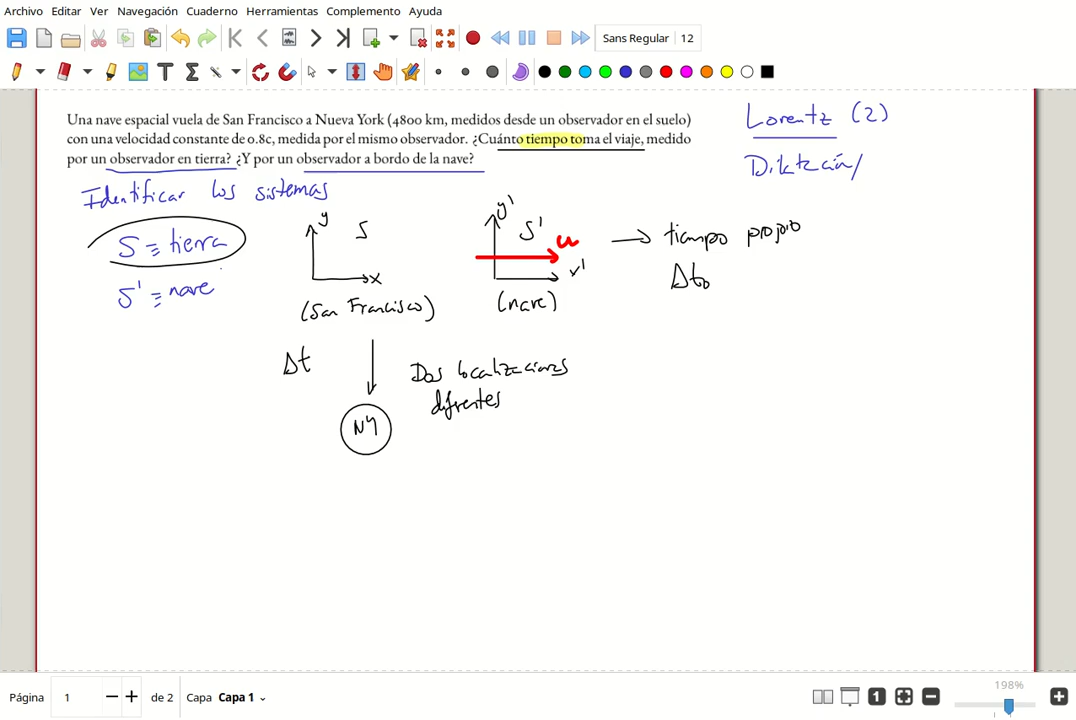 Archivo Editar Ver Navegación Cuaderno Herramientas Complemento Ayuda
Sans Regular 12
Una nave espacial vuela de San Francisco a Nueva York (4800 km, medidos desde un observador en el suelo)
con una velocidad constante de 0.8c, medida por el mismo observador. ¿Cuánto tiempo toma el viaje, medido
por un observador en tierra? ¿Y por un observador a bordo de la nave?
Lorentz (2)
Dilatación/
Identificar los sistemas
S ≡ tierra
S' ≡ nave
y
S
x
(San Francisco)
y'
S'
u
x'
(nave)
→ tiempo propio
Δt₀
Δt
Dos localizaciones
difrentes
NY
Página 1 de 2 Capa Capa 1
1
198%